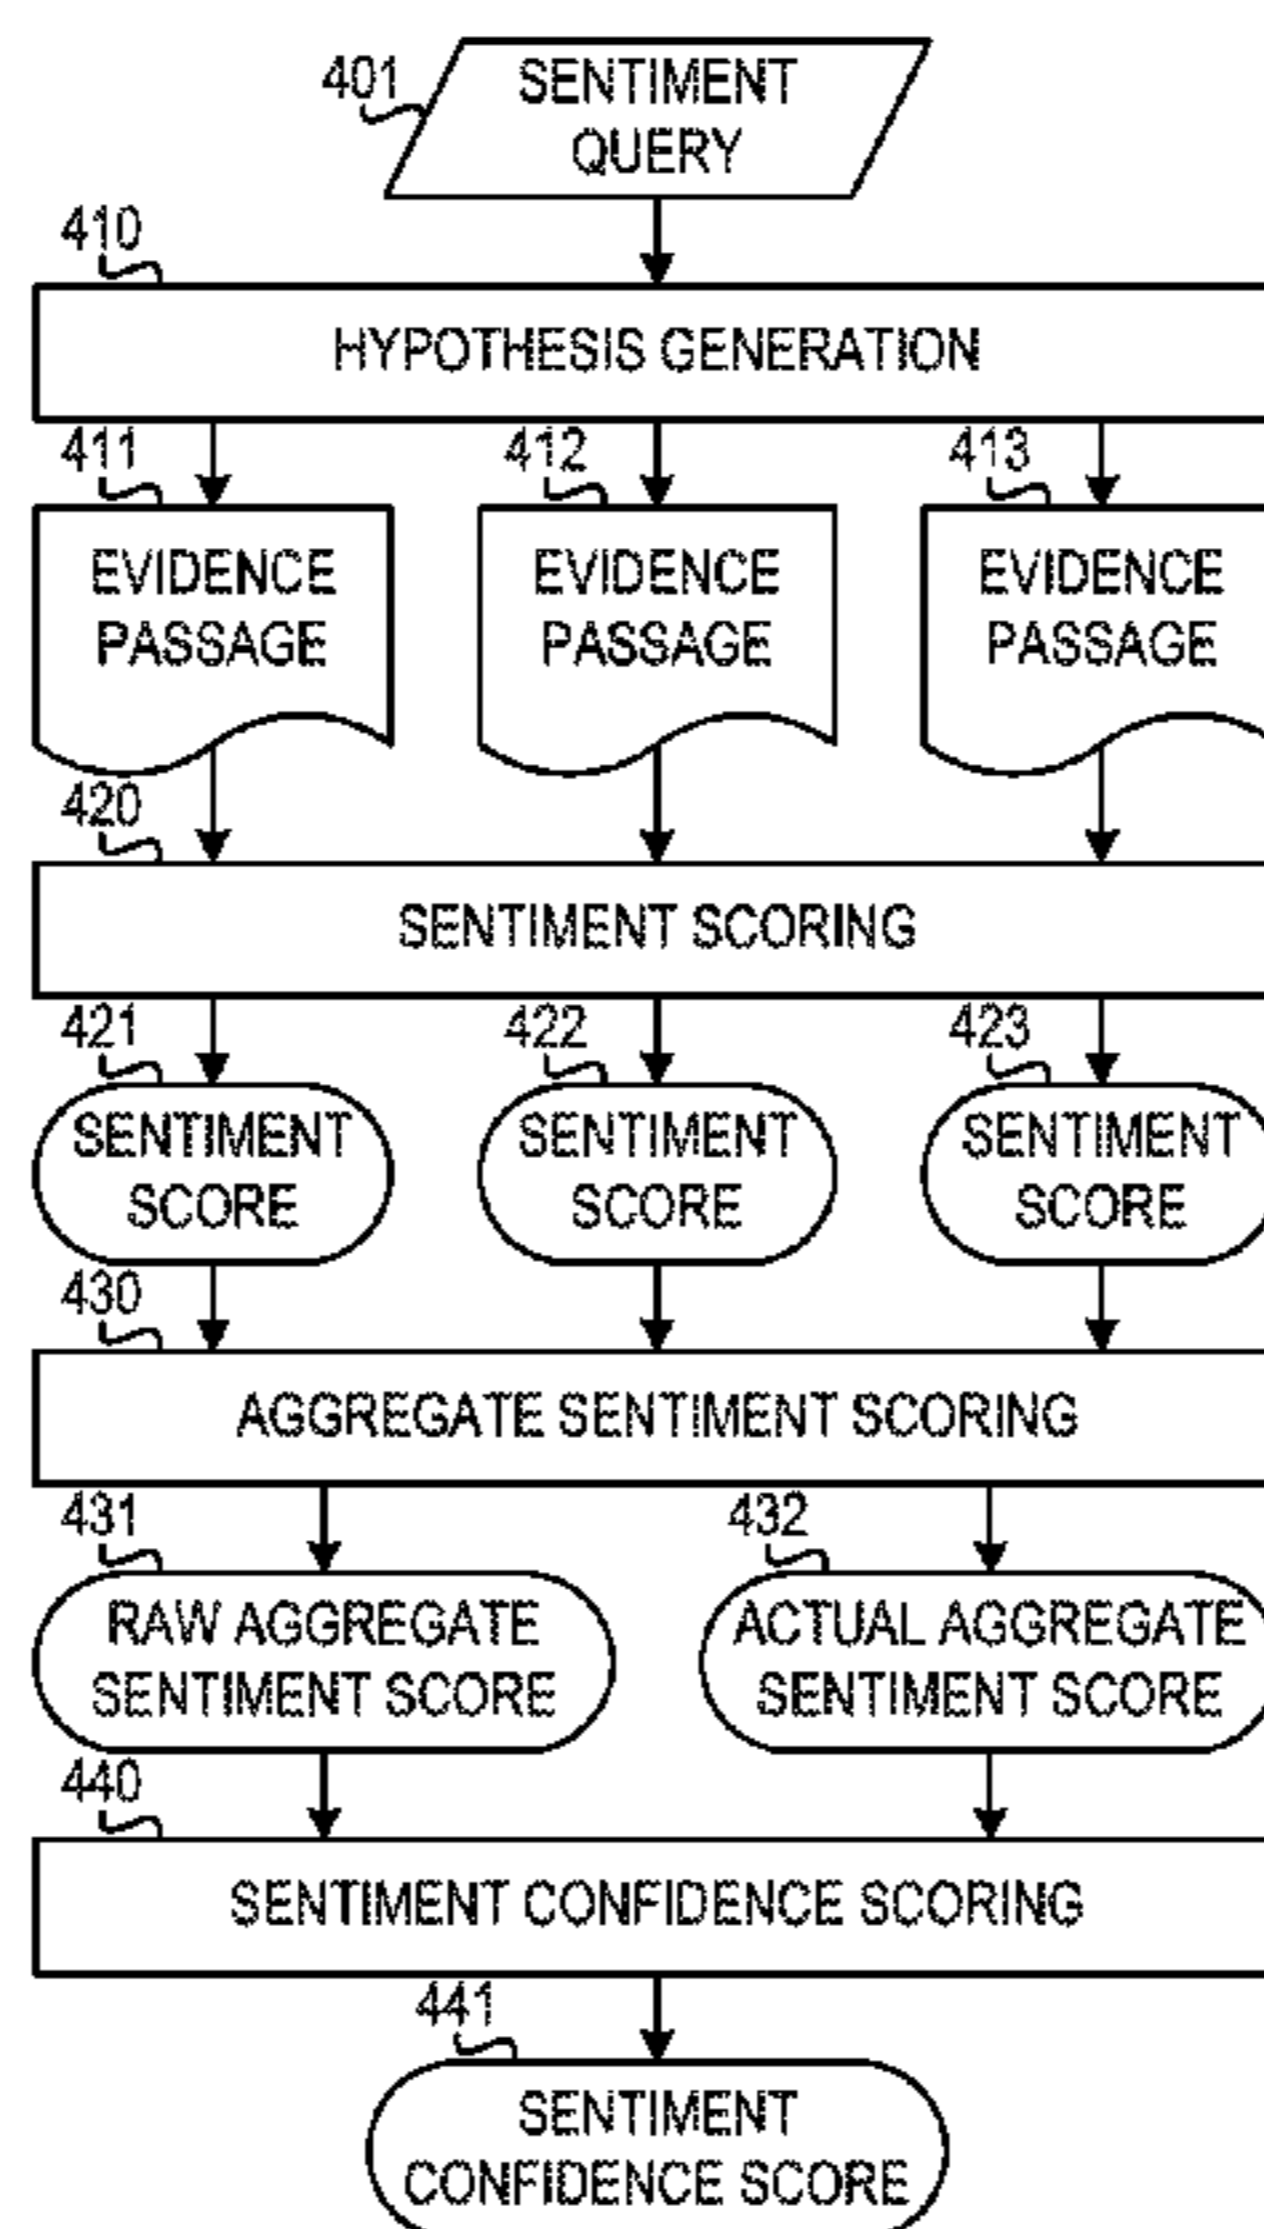 401
SENTIMENT
QUERY
410
HYPOTHESIS GENERATION
411
EVIDENCE
PASSAGE
412
EVIDENCE
PASSAGE
413
EVIDENCE
PASSAGE
420
SENTIMENT SCORING
421
SENTIMENT
SCORE
422
SENTIMENT
SCORE
423
SENTIMENT
SCORE
430
AGGREGATE SENTIMENT SCORING
431
RAW AGGREGATE
SENTIMENT SCORE
432
ACTUAL AGGREGATE
SENTIMENT SCORE
440
SENTIMENT CONFIDENCE SCORING
441
SENTIMENT
CONFIDENCE SCORE